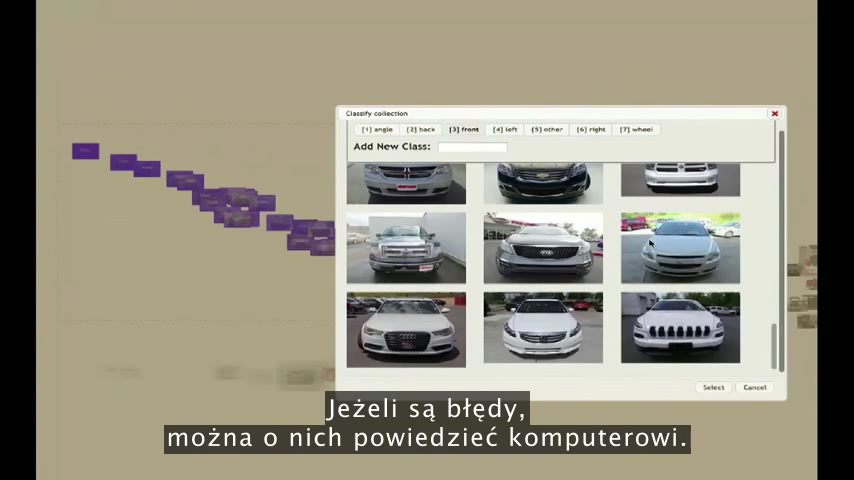 Classify collection
[1] angle [2] back [3] front [4] left [5] other [6] right [7] wheel
Add New Class:
Select Cancel
Jeżeli są błędy,
można o nich powiedzieć komputerowi.